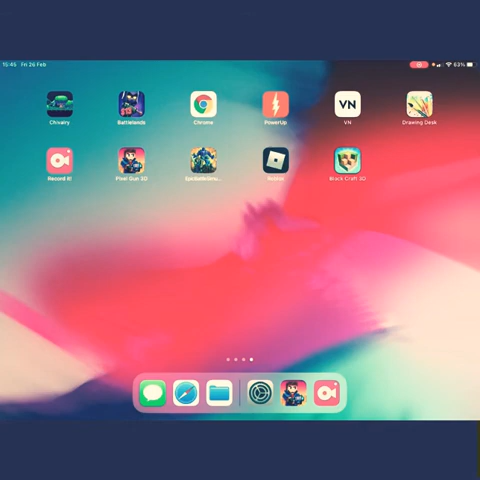 15:45 Fri 26 Feb
63%
Chivalry
Battlelands
Chrome
PowerUp
VN
VN
Drawing Desk
Record it!
Pixel Gun 3D
Roblox
Block Craft 3D